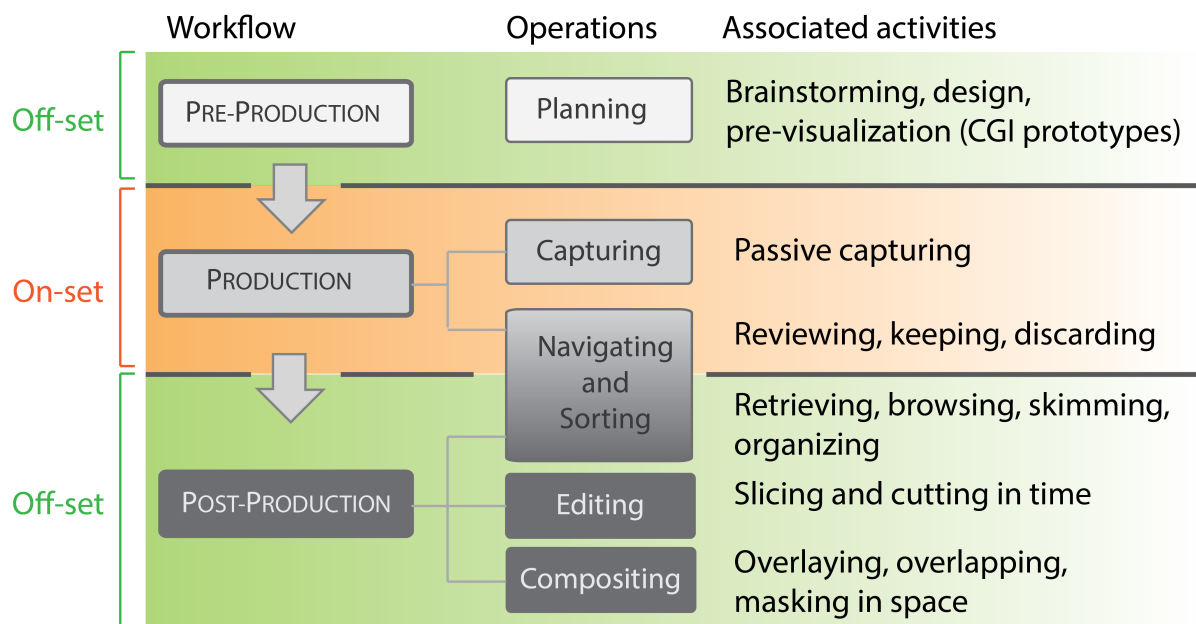 Workflow
Operations
Associated activities
Off-set
PRE-PRODUCTION
Planning
Brainstorming, design,
pre-visualization (CGI prototypes)
On-set
PRODUCTION
Capturing
Passive capturing
Navigating
and
Sorting
Reviewing, keeping, discarding
Retrieving, browsing, skimming,
organizing
Off-set
POST-PRODUCTION
Editing
Slicing and cutting in time
Compositing
Overlaying, overlapping,
masking in space